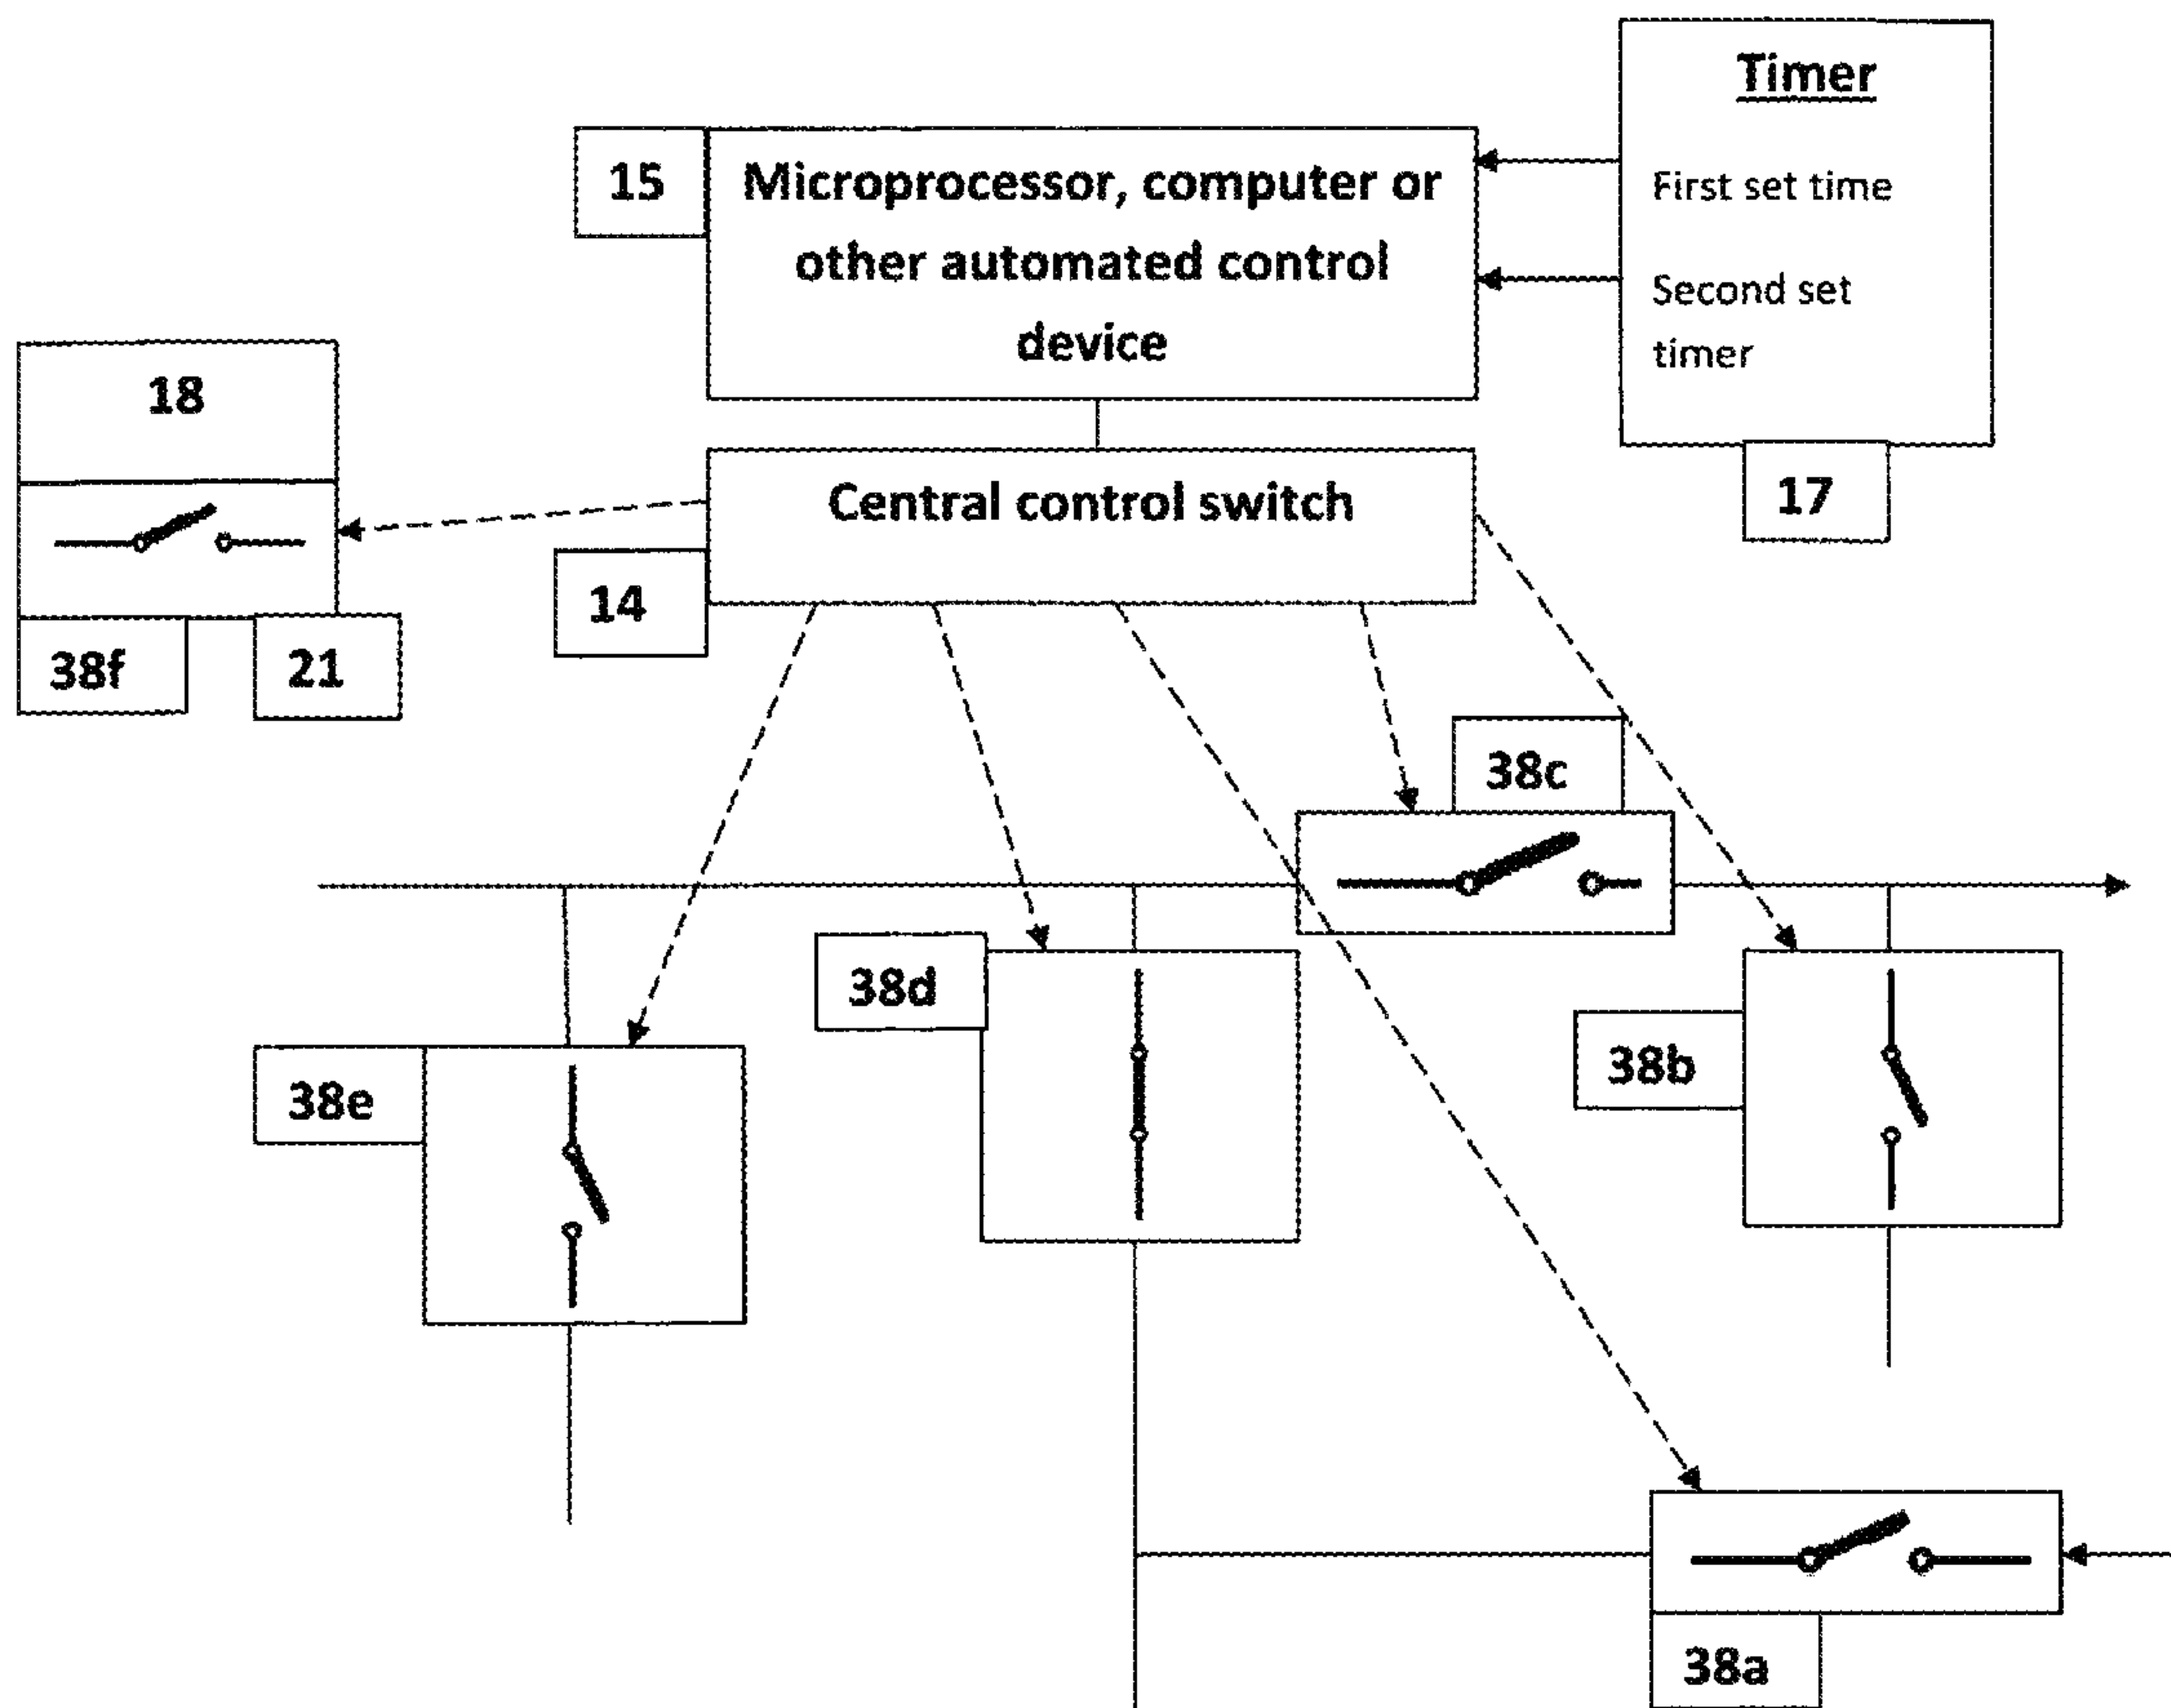 Timer
First set time
Second set
timer
17
15
Microprocessor, computer or
other automated control
device
18
38f
21
Central control switch
14
38c
38d
38b
38e
38a